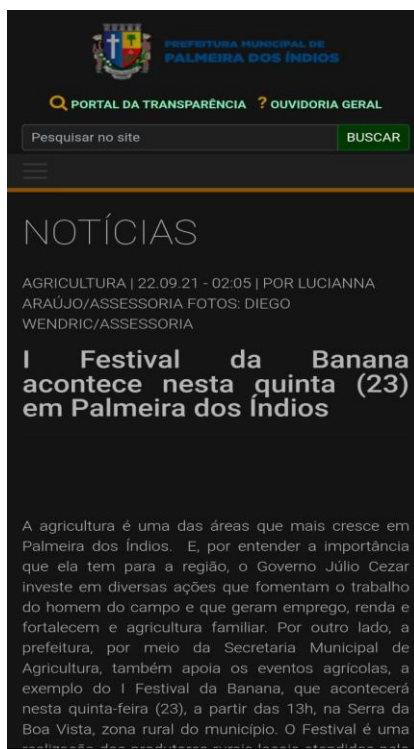 PREFEITURA MUNICIPAL DE
PALMEIRA DOS ÍNDIOS
PORTAL DA TRANSPARÊNCIA ? OUVIDORIA GERAL
Pesquisar no site BUSCAR
NOTÍCIAS
AGRICULTURA | 22.09.21 - 02:05 | POR LUCIANNA
ARAÚJO/ASSESSORIA FOTOS: DIEGO
WENDRIC/ASSESSORIA
I Festival da Banana
acontece nesta quinta (23)
em Palmeira dos Índios
A agricultura é uma das áreas que mais cresce em
Palmeira dos Índios. E, por entender a importância
que ela tem para a região, o Governo Júlio Cezar
investe em diversas ações que fomentam o trabalho
do homem do campo e que geram emprego, renda e
fortalecem e agricultura familiar. Por outro lado, a
prefeitura, por meio da Secretaria Municipal de
Agricultura, também apoia os eventos agrícolas, a
exemplo do I Festival da Banana, que acontecerá
nesta quinta-feira (23), a partir das 13h, na Serra da
Boa Vista, zona rural do município. O Festival é uma